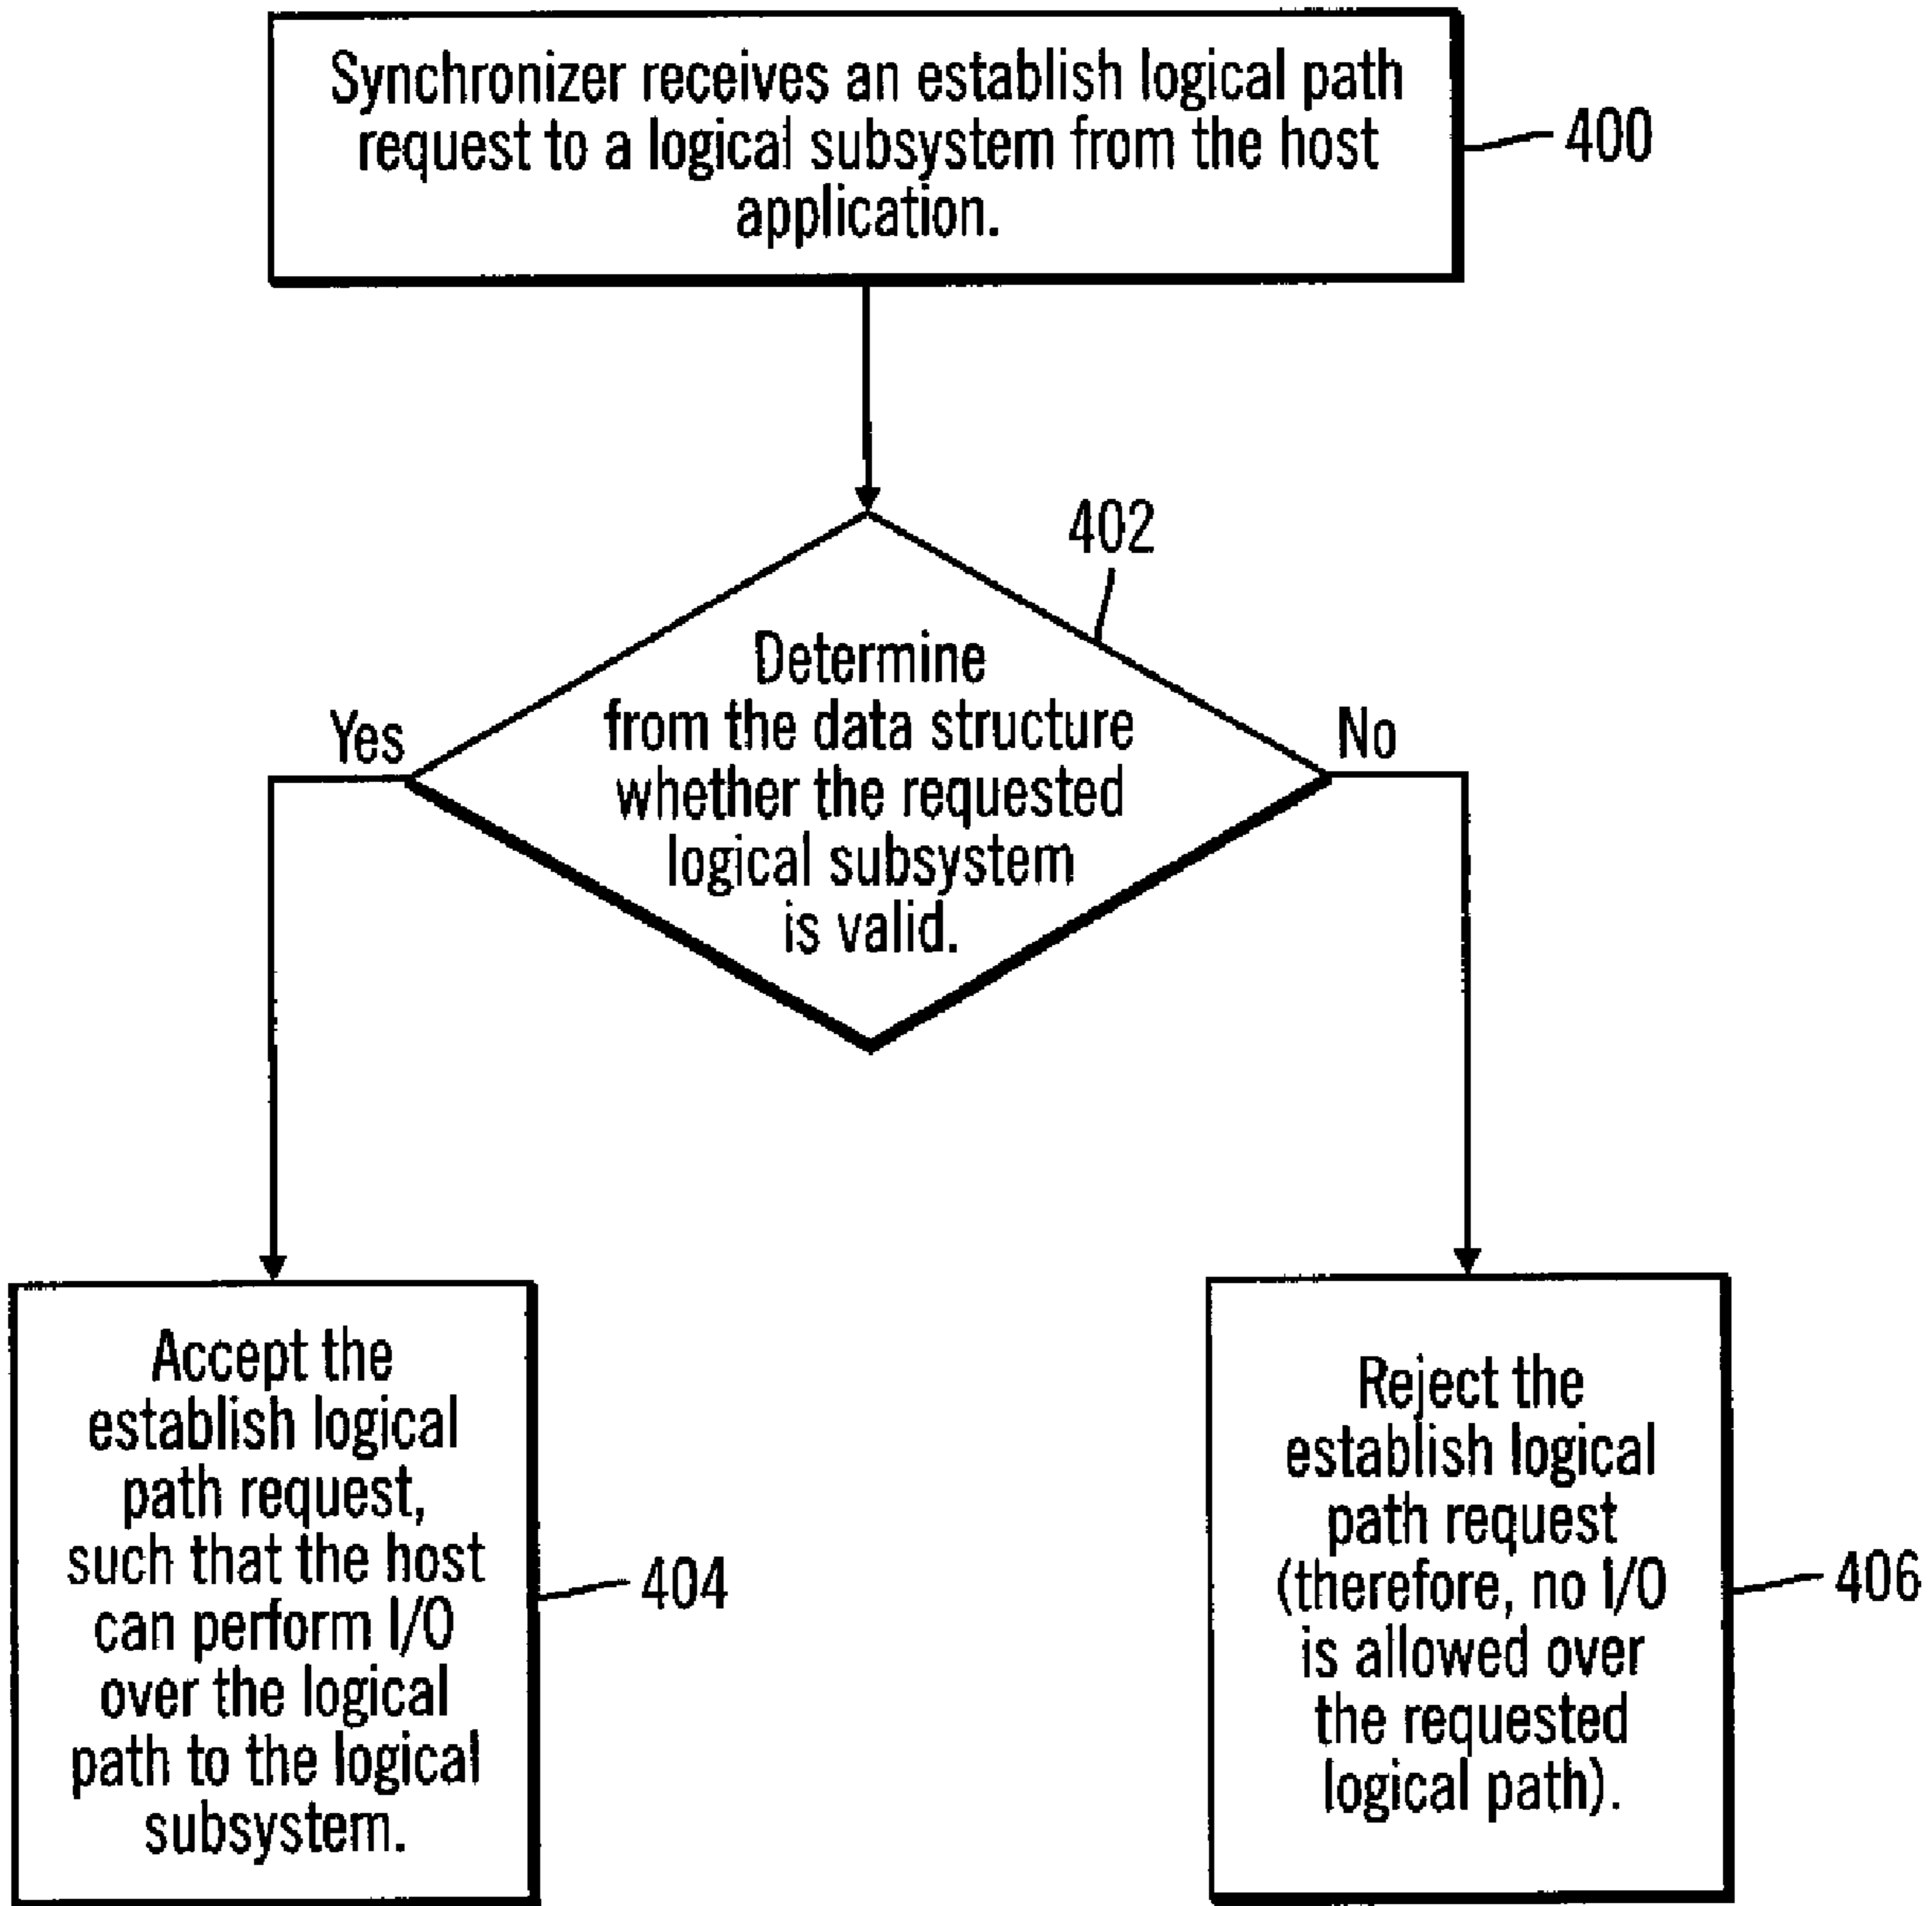 Synchronizer receives an establish logical path
request to a logical subsystem from the host
application.
400
402
Determine
from the data structure
whether the requested
logical subsystem
is valid.
Yes
No
Accept the
establish logical
path request,
such that the host
can perform I/O
over the logical
path to the logical
subsystem.
404
Reject the
establish logical
path request
(therefore, no I/O
is allowed over
the requested
logical path).
406